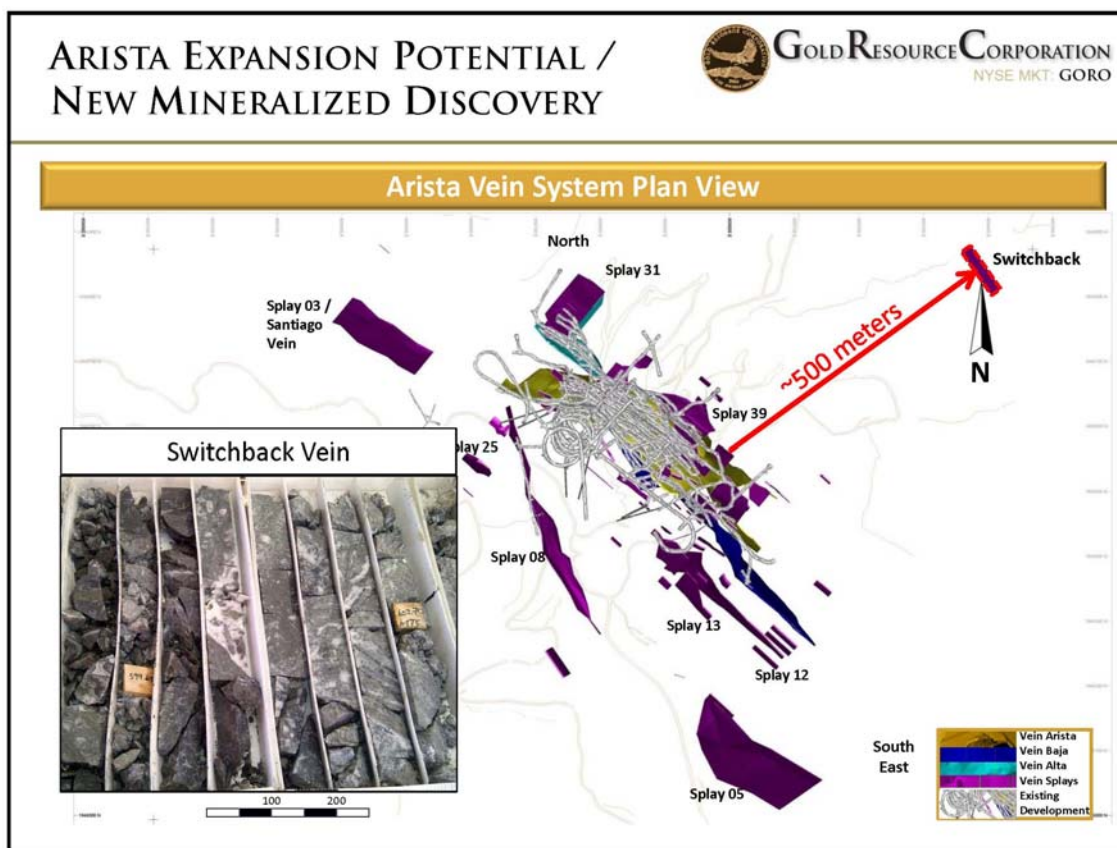 ARISTA EXPANSION POTENTIAL /
NEW MINERALIZED DISCOVERY
GOLD RESOURCE CORPORATION
NYSE MKT: GORO
Arista Vein System Plan View
North
Splay 31
Switchback
Splay 03 /
Santiago
Vein
~500 meters
N
Splay 39
Switchback Vein
play 25
Splay 08
Splay 13
Splay 12
South
East
Splay 05
Vein Arista
Vein Baja
Vein Alta
Vein Splays
Existing
Development
100 200